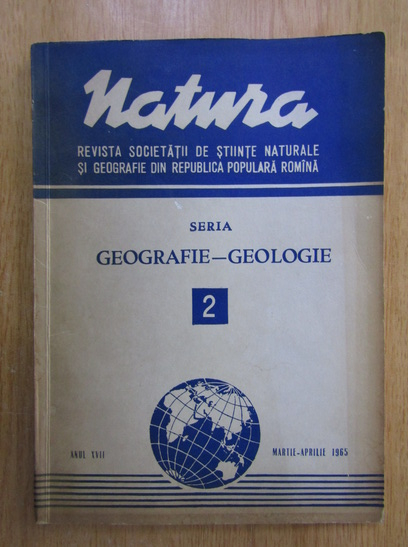 Natura
REVISTA SOCIETĂȚII DE ȘTIINȚE NATURALE
ȘI GEOGRAFIE DIN REPUBLICA POPULARĂ ROMÎNĂ
SERIA
GEOGRAFIE—GEOLOGIE
2
ANUL XVII
MARTIE-APRILIE 1965